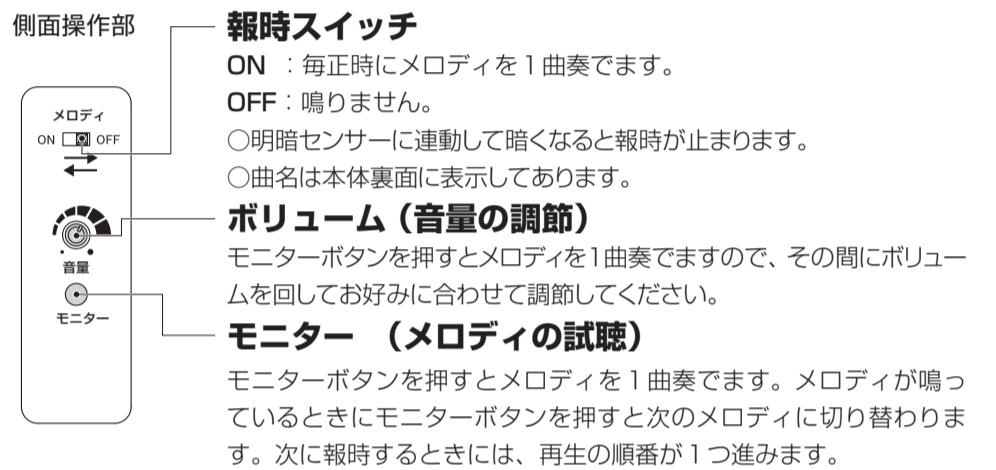 側面操作部
メロディ
ON OFF
音量
モニター
報時スイッチ
ON ：毎正時にメロディを1曲奏でます。
OFF：鳴りません。
○明暗センサーに連動して暗くなると報時が止まります。
○曲名は本体裏面に表示してあります。
ボリューム（音量の調節）
モニターボタンを押すとメロディを1曲奏でますので、その間にボリュー
ムを回してお好みに合わせて調節してください。
モニター （メロディの試聴）
モニターボタンを押すとメロディを1曲奏でます。メロディが鳴っ
ているときにモニターボタンを押すと次のメロディに切り替わりま
す。次に報時するときには、再生の順番が1つ進みます。